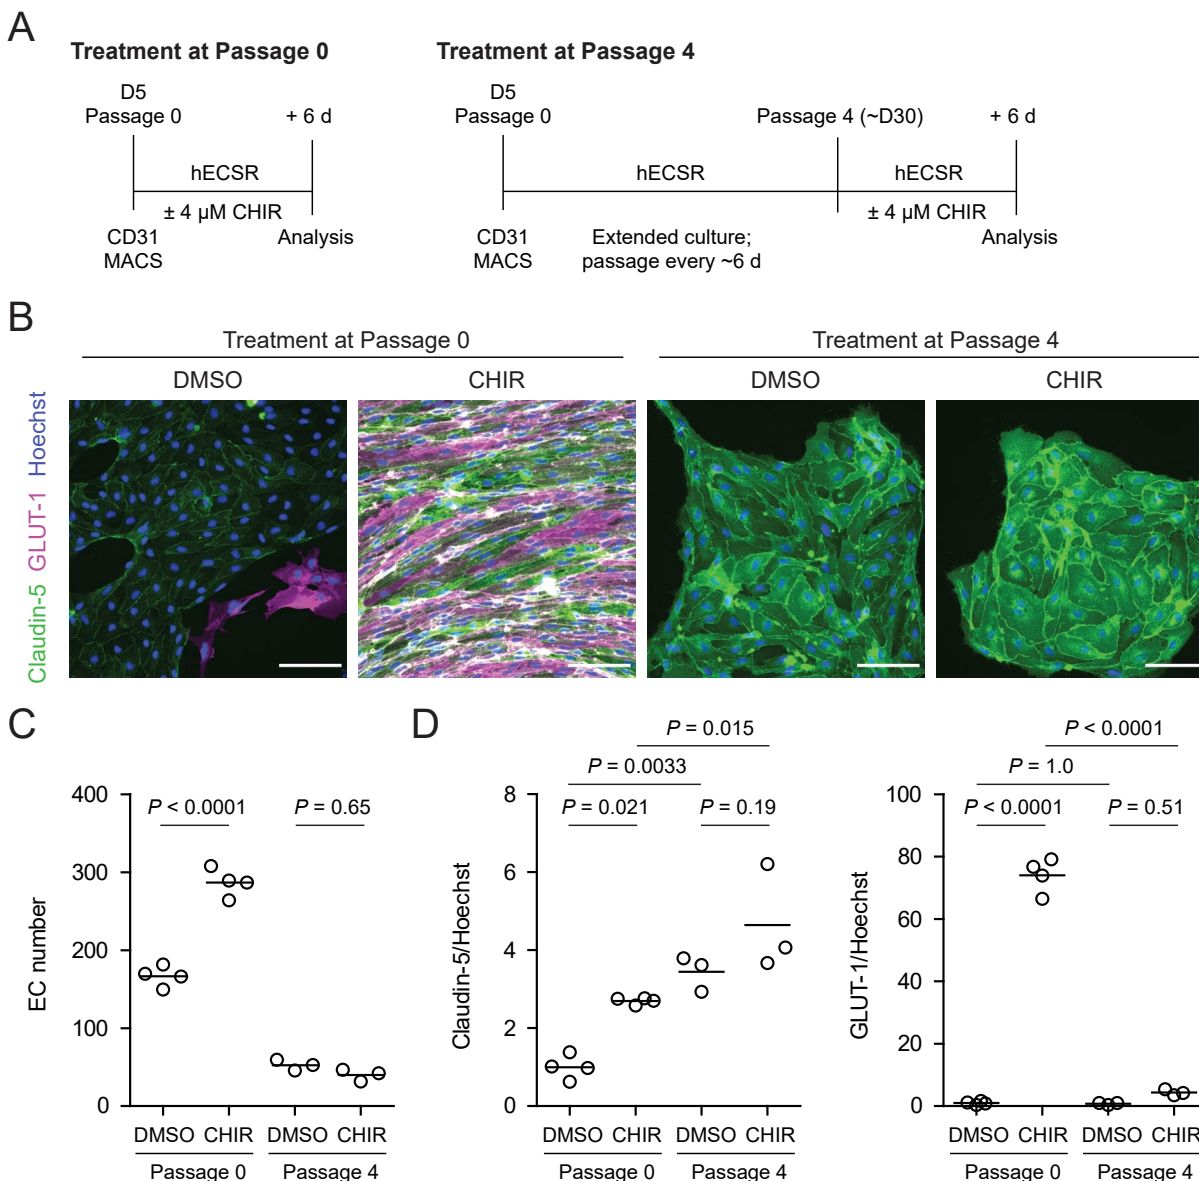 A
Treatment at Passage 0
Treatment at Passage 4
D5
Passage 0
+ 6 d
hECSR
± 4 µM CHIR
CD31
MACS
Analysis
D5
Passage 0
Passage 4 (~D30)
+ 6 d
hECSR
hECSR
± 4 µM CHIR
CD31
MACS
Extended culture;
passage every ~6 d
Analysis
B
Treatment at Passage 0
Treatment at Passage 4
DMSO
CHIR
DMSO
CHIR
Claudin-5 GLUT-1 Hoechst
C
EC number
400
300
200
100
0
P < 0.0001
P = 0.65
DMSO CHIR DMSO CHIR
Passage 0 Passage 4
D
Claudin-5/Hoechst
8
6
4
2
0
P = 0.015
P = 0.0033
P = 0.021
P = 0.19
DMSO CHIR DMSO CHIR
Passage 0 Passage 4
GLUT-1/Hoechst
100
80
60
40
20
0
P < 0.0001
P = 1.0
P < 0.0001
P = 0.51
DMSO CHIR DMSO CHIR
Passage 0 Passage 4